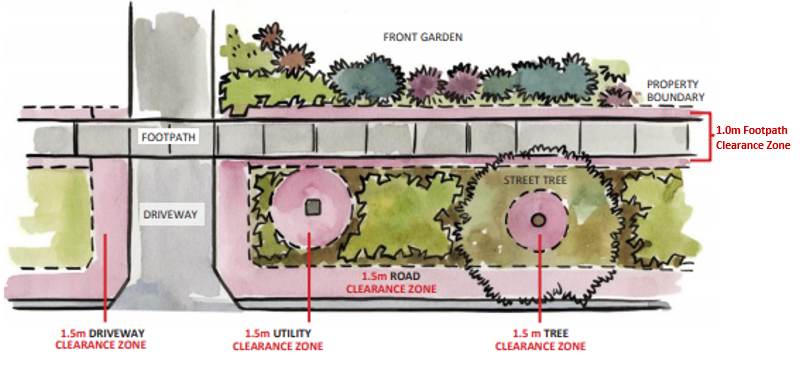 FRONT GARDEN
PROPERTY
BOUNDARY
1.0m Footpath
Clearance Zone
FOOTPATH
STREET TREE
DRIVEWAY
1.5m ROAD
CLEARANCE ZONE
1.5m DRIVEWAY
CLEARANCE ZONE
1.5m UTILITY
CLEARANCE ZONE
1.5 m TREE
CLEARANCE ZONE